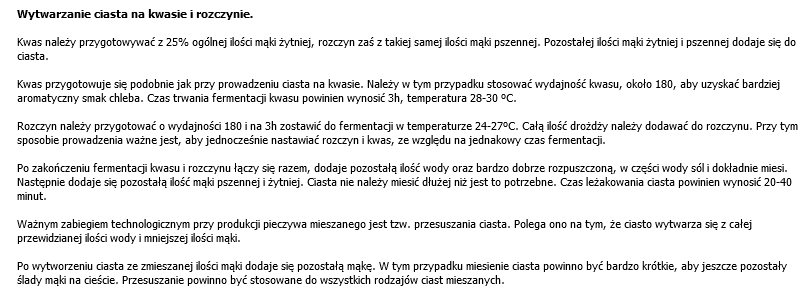 Wytwarzanie ciasta na kwasie i rozczynie.
Kwas należy przygotowywać z 25% ogólnej ilości mąki żytniej, rozczyn zaś z takiej samej ilości mąki pszennej. Pozostałej ilości mąki żytniej i pszennej dodaje się do
ciasta.
Kwas przygotowuje się podobnie jak przy prowadzeniu ciasta na kwasie. Należy w tym przypadku stosować wydajność kwasu, około 180, aby uzyskać bardziej
aromatyczny smak chleba. Czas trwania fermentacji kwasu powinien wynosić 3h, temperatura 28-30 ºC.
Rozczyn należy przygotować o wydajności 180 i na 3h zostawić do fermentacji w temperaturze 24-27ºC. Całą ilość drożdży należy dodawać do rozczynu. Przy tym
sposobie prowadzenia ważne jest, aby jednocześnie nastawiać rozczyn i kwas, ze względu na jednakowy czas fermentacji.
Po zakończeniu fermentacji kwasu i rozczynu łączy się razem, dodaje pozostałą ilość wody oraz bardzo dobrze rozpuszczoną, w części wody sól i dokładnie miesi.
Następnie dodaje się pozostałą ilość mąki pszennej i żytniej. Ciasta nie należy miesić dłużej niż jest to potrzebne. Czas leżakowania ciasta powinien wynosić 20-40
minut.
Ważnym zabiegiem technologicznym przy produkcji pieczywa mieszanego jest tzw. przesuszania ciasta. Polega ono na tym, że ciasto wytwarza się z całej
przewidzianej ilości wody i mniejszej ilości mąki.
Po wytworzeniu ciasta ze zmieszanej ilości mąki dodaje się pozostałą mąkę. W tym przypadku miesienie ciasta powinno być bardzo krótkie, aby jeszcze pozostały
ślady mąki na cieście. Przesuszanie powinno być stosowane do wszystkich rodzajów ciast mieszanych.